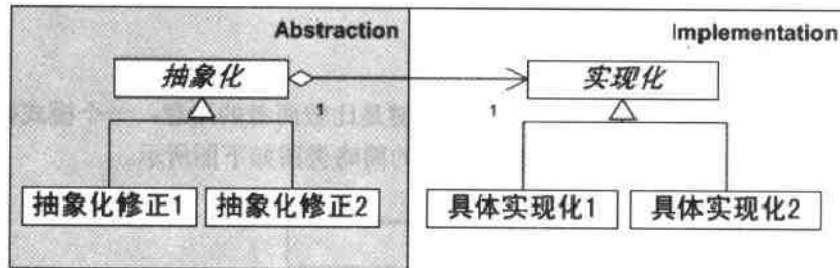 Abstraction
Implementation
抽象化
实现化
1
1
抽象化修正1
抽象化修正2
具体实现化1
具体实现化2